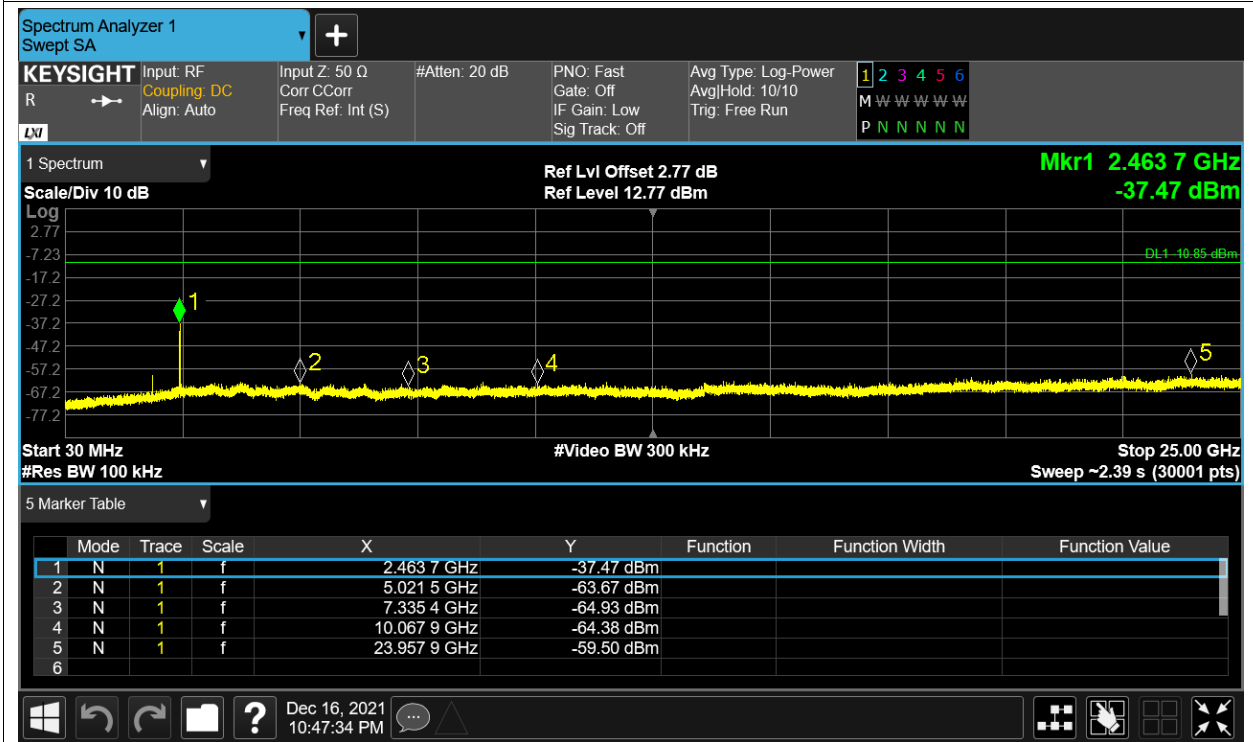 Spectrum Analyzer 1
Swept SA
KEYSIGHT
R
LXI
Input: RF
Coupling: DC
Align: Auto
Input Z: 50 Ω
Corr CCorr
Freq Ref: Int (S)
#Atten: 20 dB
PNO: Fast
Gate: Off
IF Gain: Low
Sig Track: Off
Avg Type: Log-Power
Avg|Hold: 10/10
Trig: Free Run
1 2 3 4 5 6
M W W W W W
P N N N N N
1 Spectrum
Scale/Div 10 dB
Ref Lvl Offset 2.77 dB
Ref Level 12.77 dBm
Mkr1 2.463 7 GHz
-37.47 dBm
Log
2.77
-7.23
-17.2
-27.2
-37.2
-47.2
-57.2
-67.2
-77.2
DL1 -10.85 dBm
1
2
3
4
5
Start 30 MHz
#Res BW 100 kHz
#Video BW 300 kHz
Stop 25.00 GHz
Sweep ~2.39 s (30001 pts)
5 Marker Table
Mode Trace Scale X Y Function Function Width Function Value
1 N 1 f 2.463 7 GHz -37.47 dBm
2 N 1 f 5.021 5 GHz -63.67 dBm
3 N 1 f 7.335 4 GHz -64.93 dBm
4 N 1 f 10.067 9 GHz -64.38 dBm
5 N 1 f 23.957 9 GHz -59.50 dBm
6
?
Dec 16, 2021
10:47:34 PM